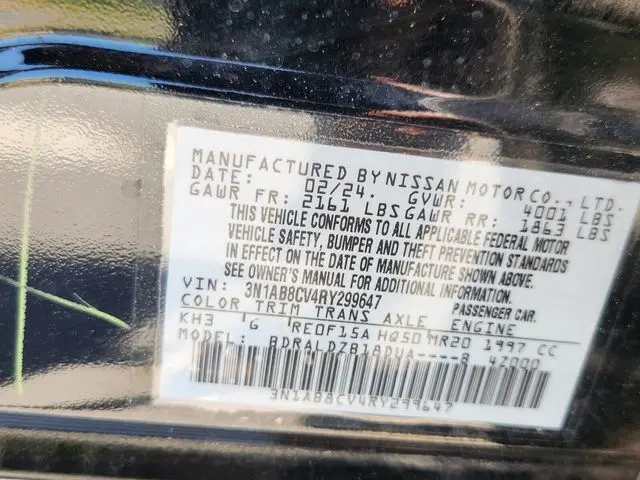 MANUFACTURED BY NISSAN MOTOR CO., LTD.
DATE: 02/24. GVWR: 4001 LBS
GAWR FR: 2161 LBS GAWR RR: 1863 LBS
THIS VEHICLE CONFORMS TO ALL APPLICABLE FEDERAL MOTOR
VEHICLE SAFETY, BUMPER AND THEFT PREVENTION STANDARDS
IN EFFECT ON THE DATE OF MANUFACTURE SHOWN ABOVE.
SEE OWNER'S MANUAL FOR ADDITIONAL INFORMATION.
VIN: 3N1AB8CV4RY299647 PASSENGER CAR.
COLOR TRIM TRANS AXLE ENGINE
KH3 G RE0F15A HQ50 MR20 1997 CC
MODEL: BDRALDZB18DUA----B 47000
3N1AB8CV4RY299647